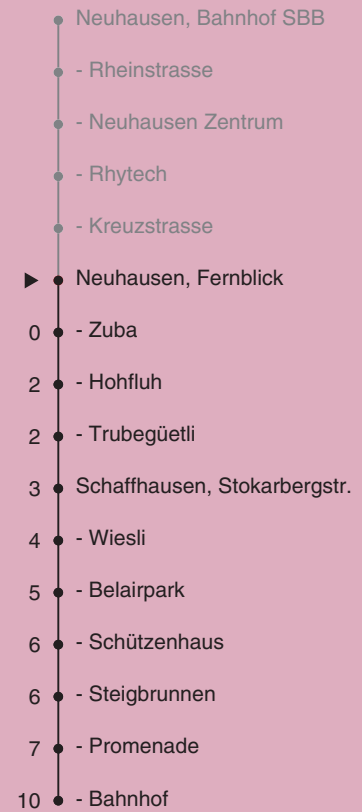 Neuhausen, Bahnhof SBB
- Rheinstrasse
- Neuhausen Zentrum
- Rhytech
- Kreuzstrasse
Neuhausen, Fernblick
0 - Zuba
2 - Hohfluh
2 - Trubegüetli
3 Schaffhausen, Stokarbergstr.
4 - Wiesli
5 - Belairpark
6 - Schützenhaus
6 - Steigbrunnen
7 - Promenade
10 - Bahnhof